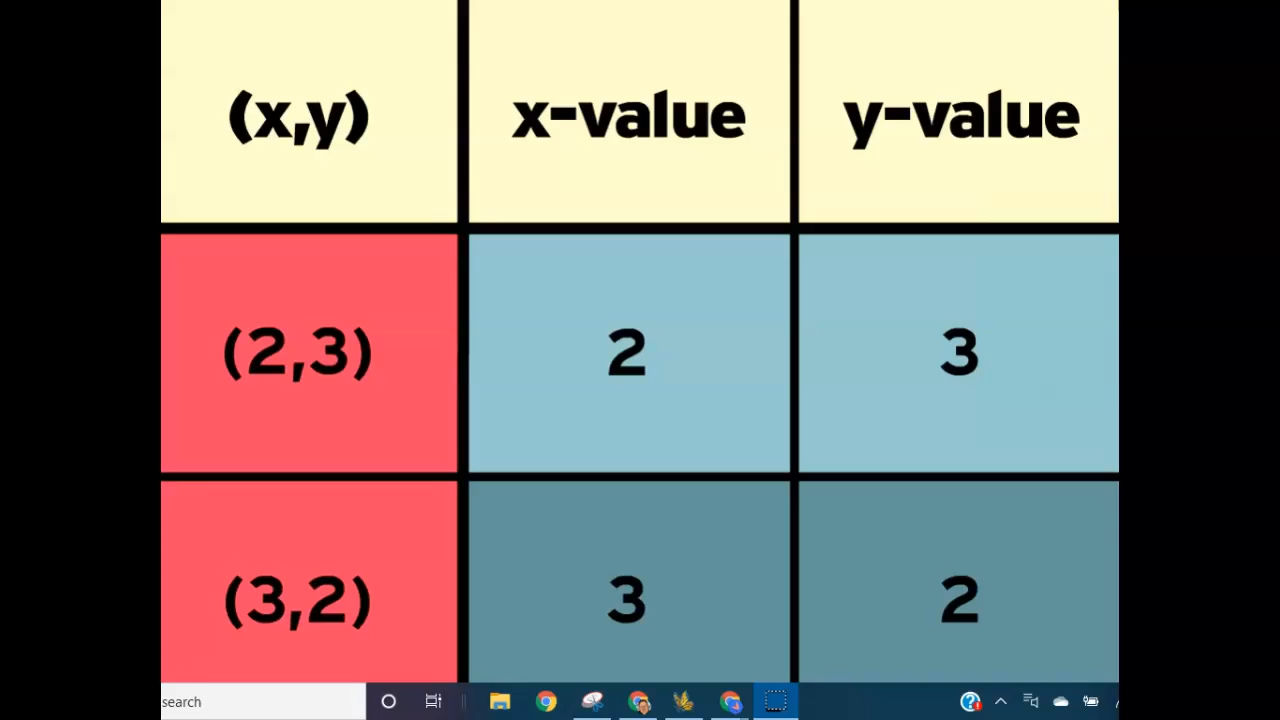 (x,y) x-value y-value
(2,3) 2 3
(3,2) 3 2
search